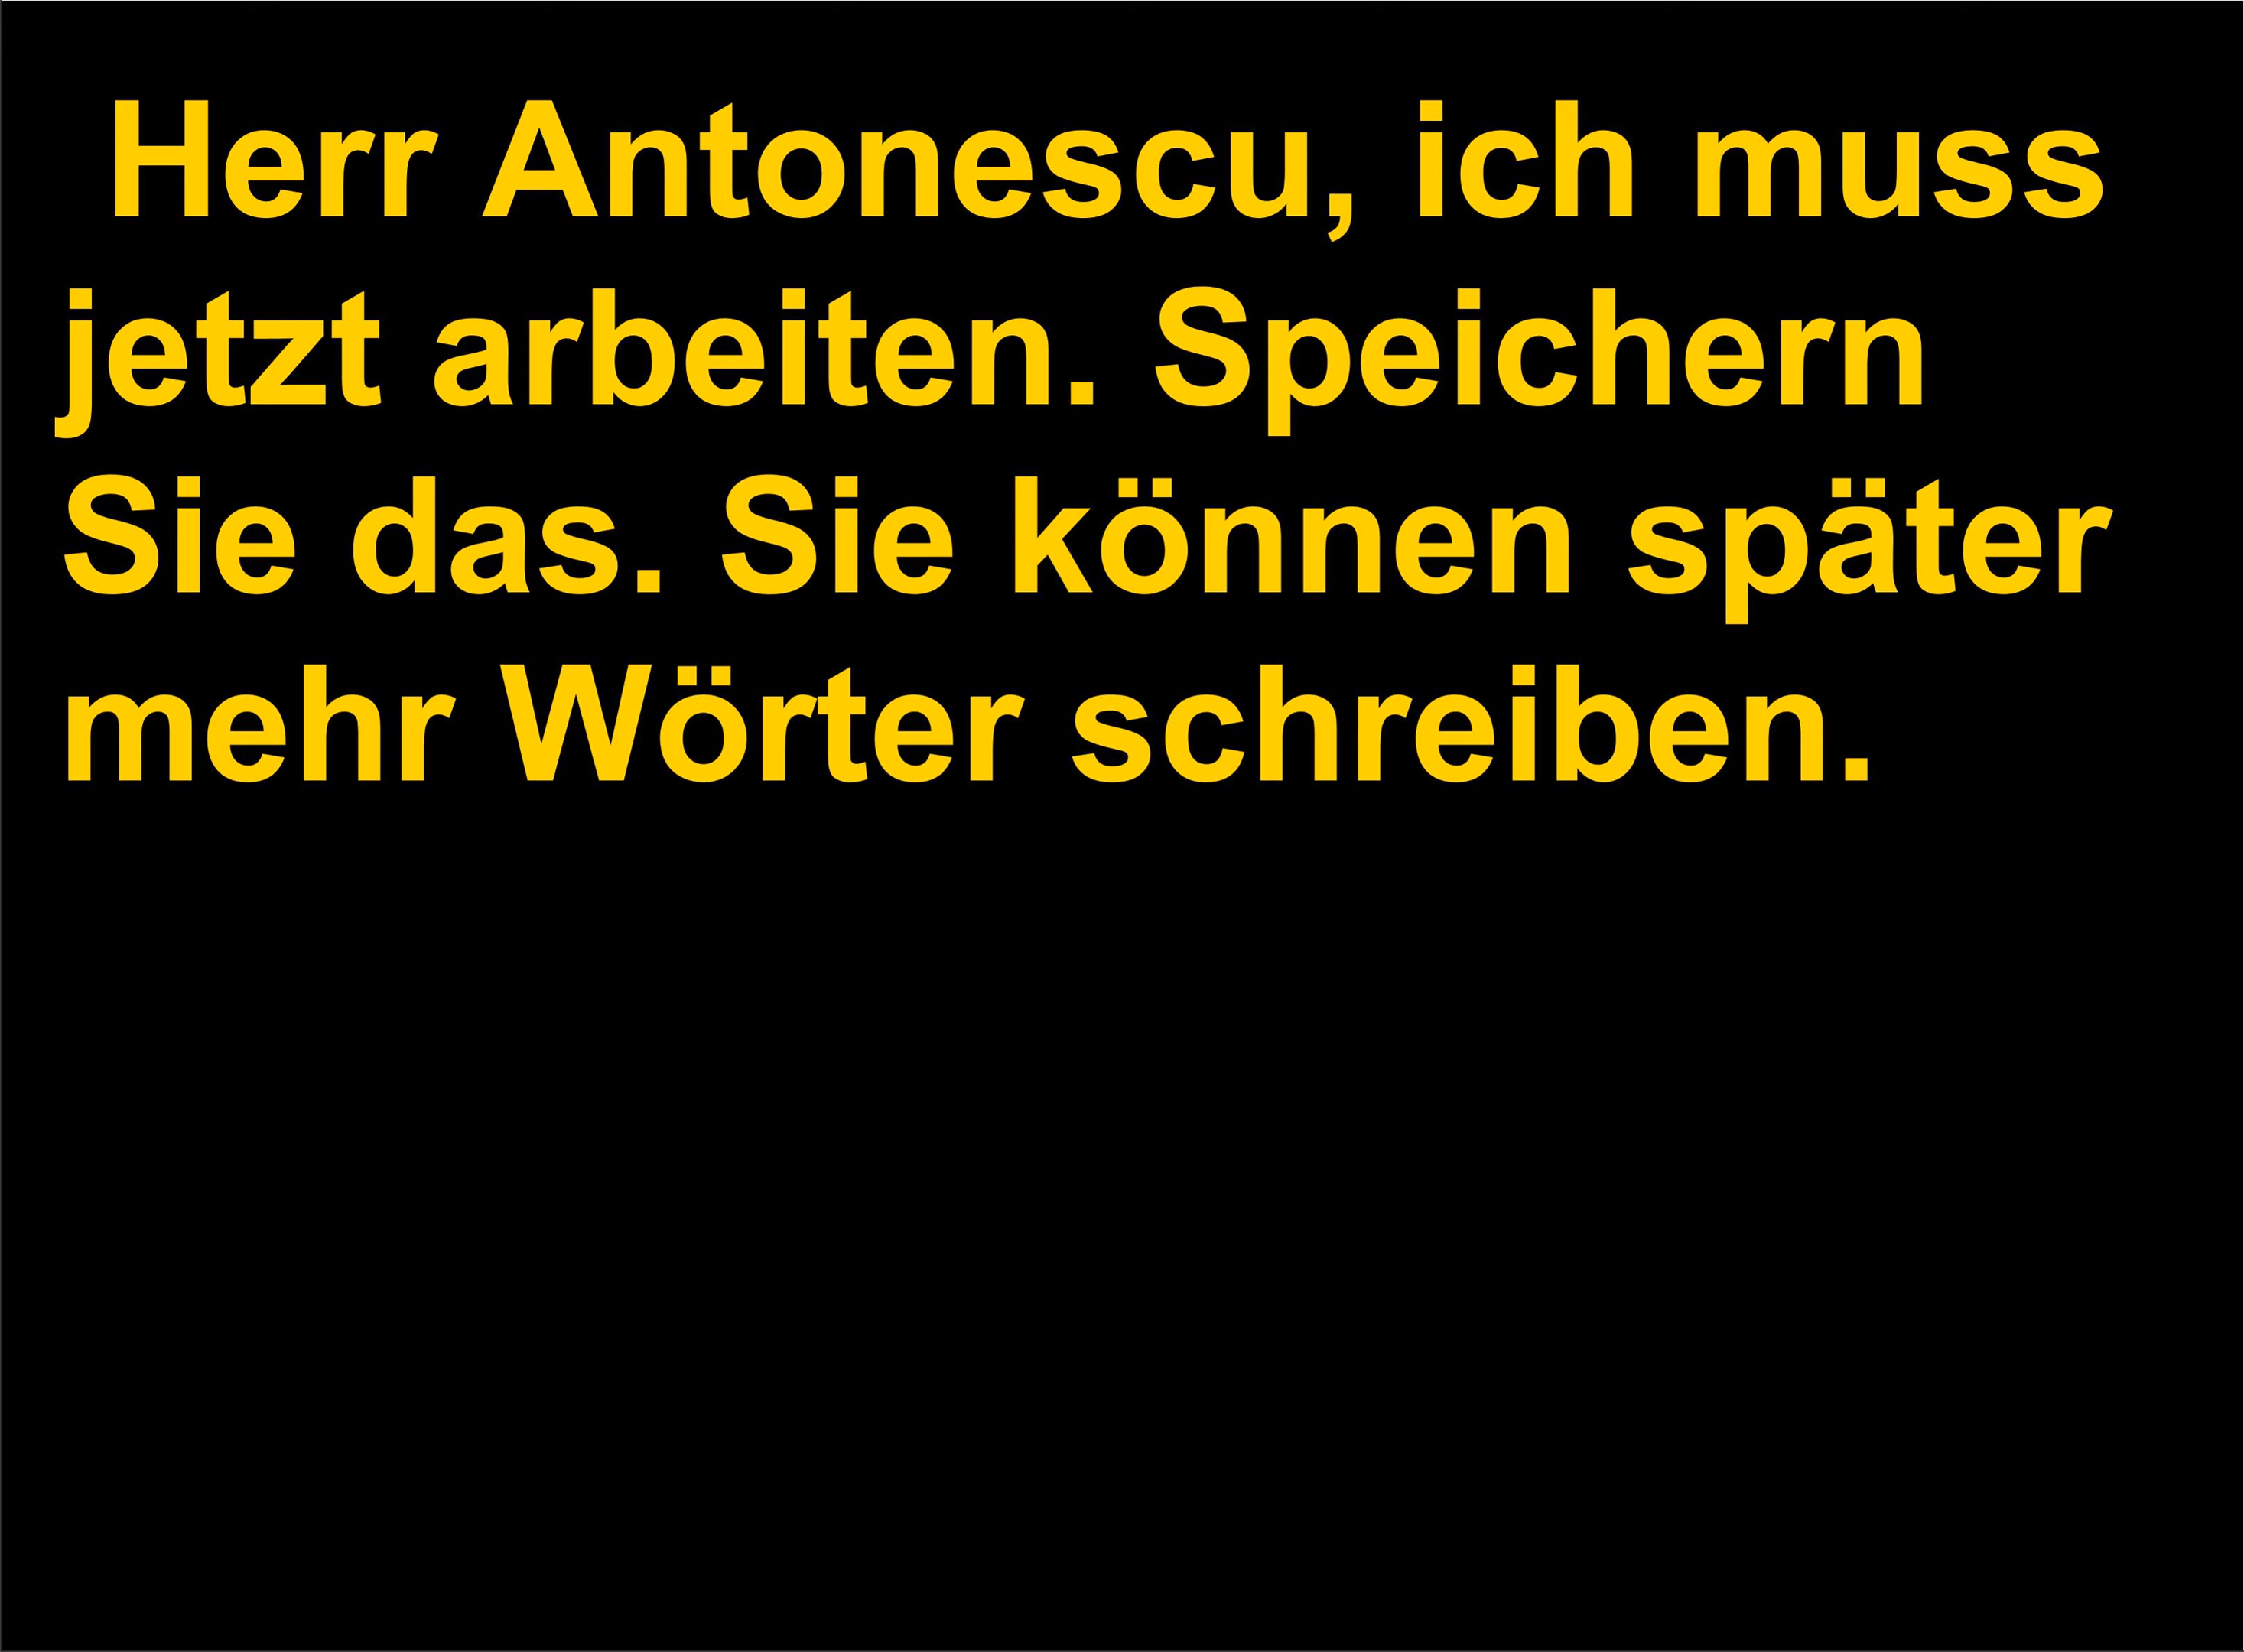 Herr Antonescu, ich muss
jetzt arbeiten. Speichern
Sie das. Sie können später
mehr Wörter schreiben.